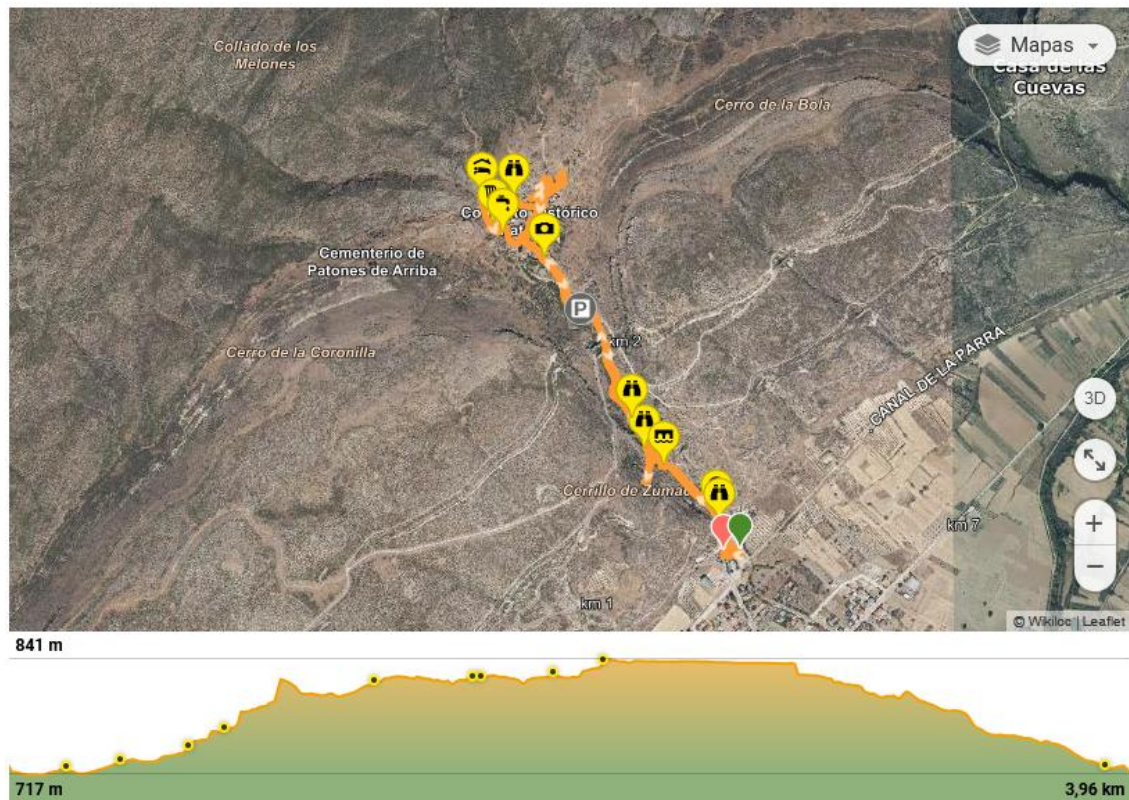 Collado de los
Melones
Mapas
Casa de las
Cuevas
Cerro de la Bola
Cementerio de
Patones de Arriba
P
km 2
Cerro de la Coronilla
CANAL DE LA PARRA
3D
Cerrillo de
km 7
km 1
+
−
© Wikiloc | Leaflet
841 m
717 m
3,96 km